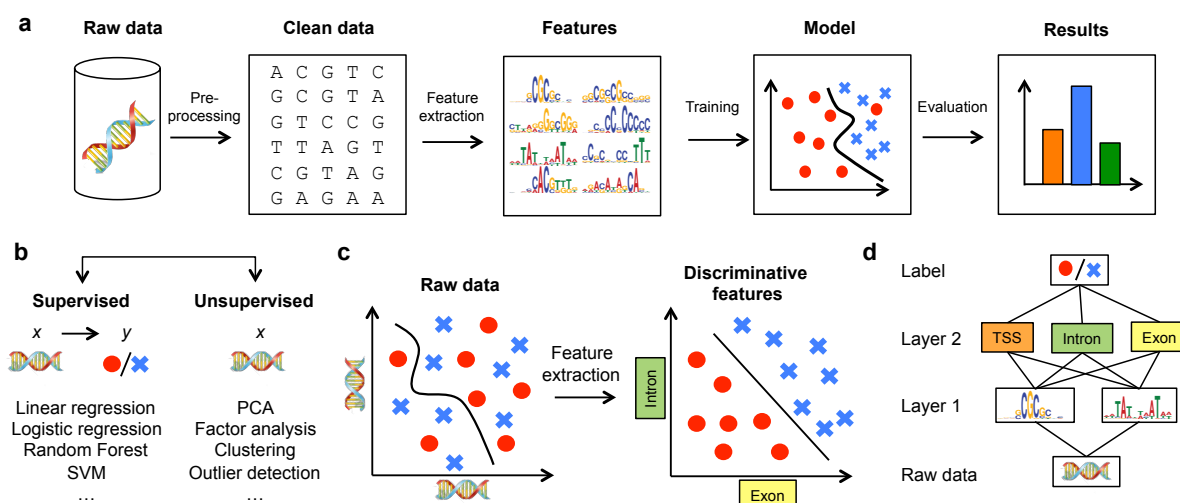 a
Raw data
Clean data
Features
Model
Results
Pre-
processing
A C G T C
G C G T A
G T C C G
T T A G T
C G T A G
G A G A A
Feature
extraction
Training
Evaluation
b
Supervised
Unsupervised
x
y
x
/
Linear regression
Logistic regression
Random Forest
SVM
…
PCA
Factor analysis
Clustering
Outlier detection
…
c
Raw data
Discriminative
features
Feature
extraction
Intron
Exon
d
Label
/
Layer 2
TSS
Intron
Exon
Layer 1
Raw data